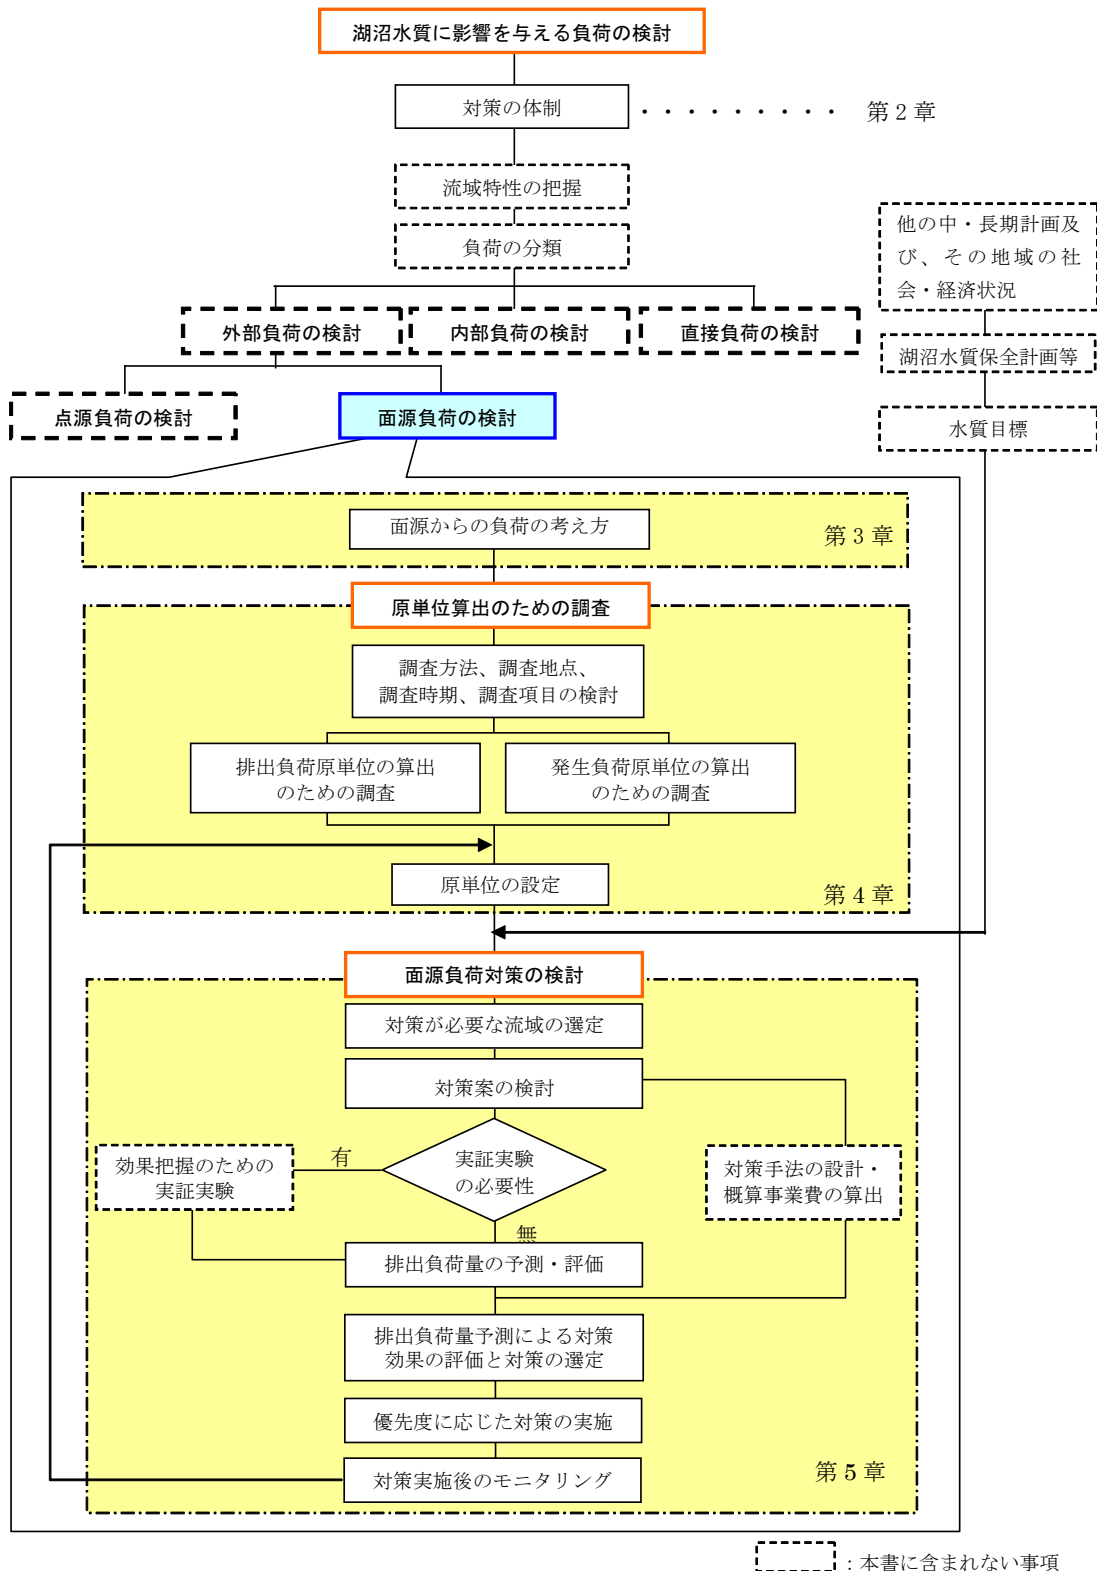 湖沼水質に影響を与える負荷の検討
対策の体制
・・・・・・・・・ 第２章
流域特性の把握
負荷の分類
他の中・長期計画及
び、その地域の社
会・経済状況
外部負荷の検討
内部負荷の検討
直接負荷の検討
湖沼水質保全計画等
点源負荷の検討
面源負荷の検討
水質目標
面源からの負荷の考え方
第３章
原単位算出のための調査
調査方法、調査地点、
調査時期、調査項目の検討
排出負荷原単位の算出
のための調査
発生負荷原単位の算出
のための調査
原単位の設定
第４章
面源負荷対策の検討
対策が必要な流域の選定
対策案の検討
実証実験
の必要性
有
効果把握のための
実証実験
対策手法の設計・
概算事業費の算出
無
排出負荷量の予測・評価
排出負荷量予測による対策
効果の評価と対策の選定
優先度に応じた対策の実施
対策実施後のモニタリング
第５章
：本書に含まれない事項